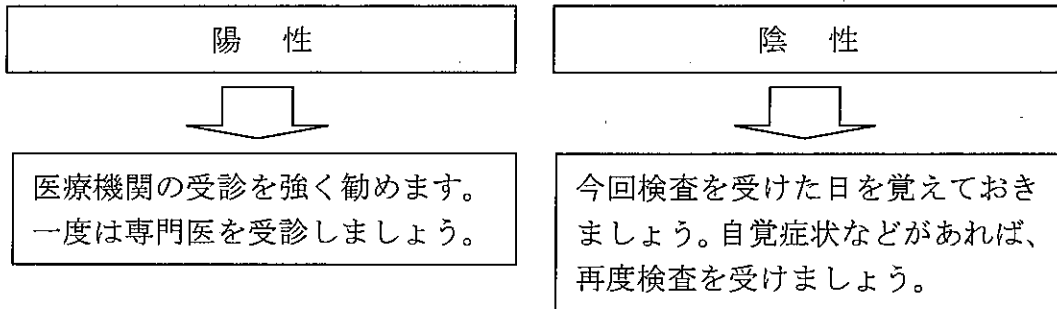 陽 性
医療機関の受診を強く勧めます。
一度は専門医を受診しましょう。
陰 性
今回検査を受けた日を覚えておき
ましょう。自覚症状などがあれば、
再度検査を受けましょう。